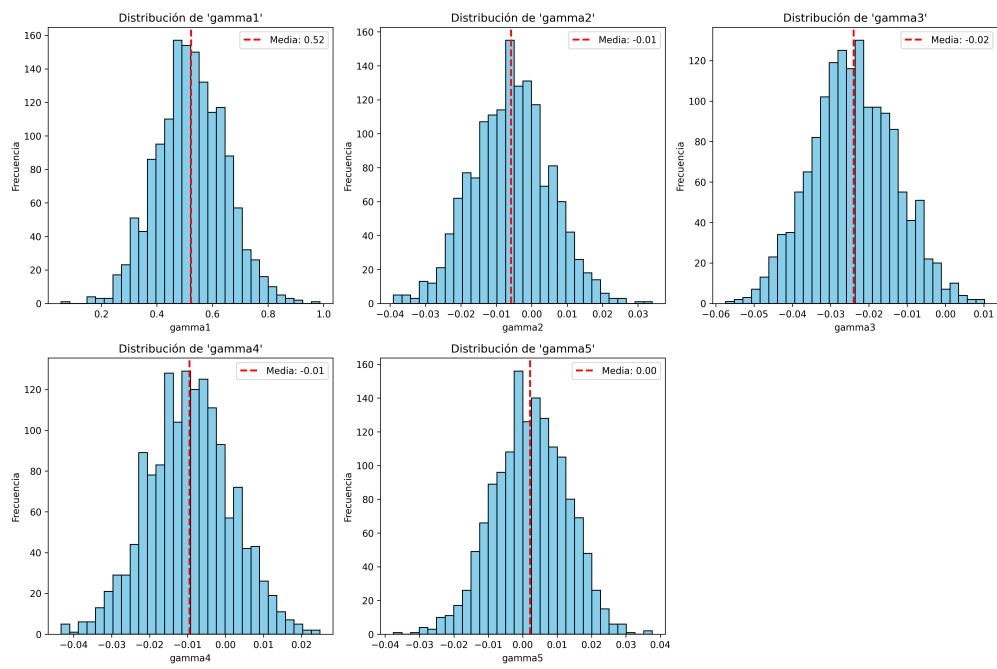 Distribución de 'gamma1'
Media: 0.52
Frecuencia
160
140
120
100
80
60
40
20
0
0.2 0.4 0.6 0.8 1.0
gamma1
Distribución de 'gamma2'
Media: -0.01
Frecuencia
160
140
120
100
80
60
40
20
0
−0.04 −0.03 −0.02 −0.01 0.00 0.01 0.02 0.03
gamma2
Distribución de 'gamma3'
Media: -0.02
Frecuencia
120
100
80
60
40
20
0
−0.06 −0.05 −0.04 −0.03 −0.02 −0.01 0.00 0.01
gamma3
Distribución de 'gamma4'
Media: -0.01
Frecuencia
120
100
80
60
40
20
0
−0.04 −0.03 −0.02 −0.01 0.00 0.01 0.02
gamma4
Distribución de 'gamma5'
Media: 0.00
Frecuencia
160
140
120
100
80
60
40
20
0
−0.04 −0.03 −0.02 −0.01 0.00 0.01 0.02 0.03 0.04
gamma5